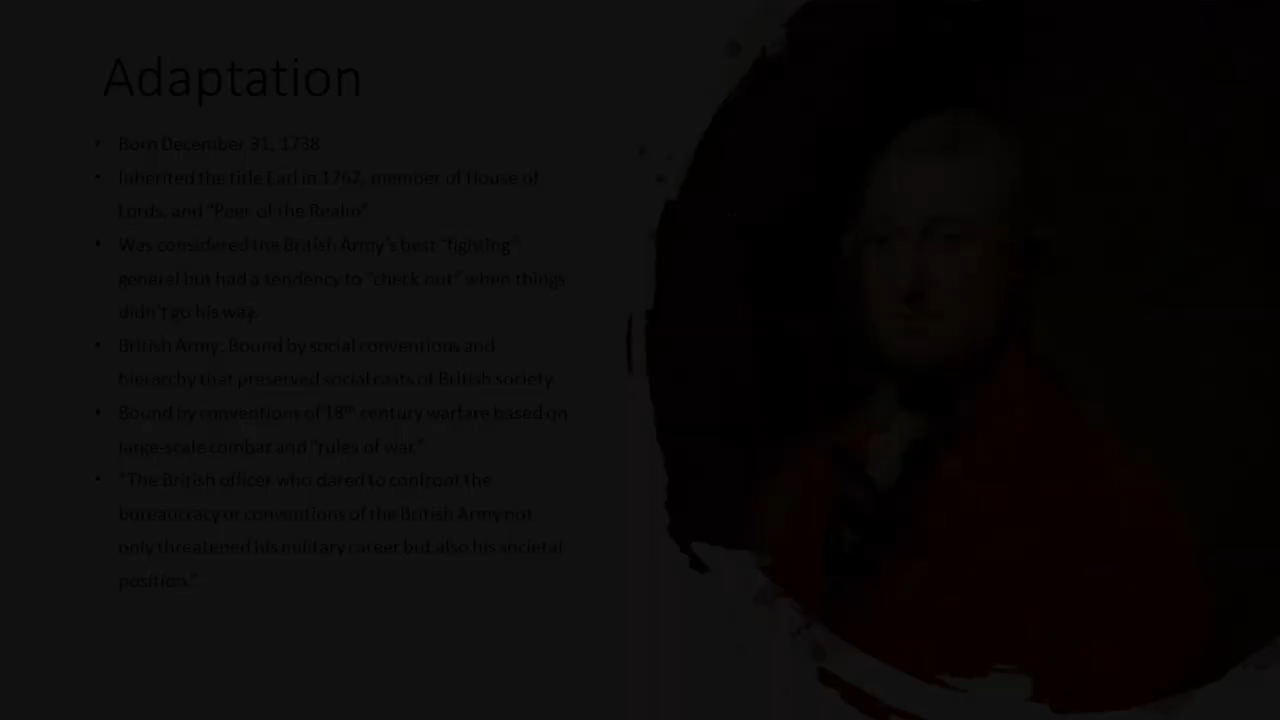 Adaptation
• Born December 31, 1738
• Inherited the title Earl in 1762, member of House of
Lords, and "Peer of the Realm"
• Was considered the British Army's best "fighting"
general but had a tendency to "check out" when things
didn't go his way.
• British Army: Bound by social conventions and
hierarchy that preserved social casts of British society.
• Bound by conventions of 18th century warfare based on
large-scale combat and "rules of war."
• "The British officer who dared to confront the
bureaucracy or conventions of the British Army not
only threatened his military career but also his societal
position."